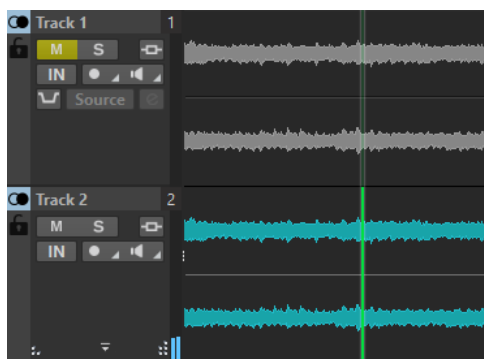 Track 1 1
M S
IN
Source
Track 2 2
M S
IN